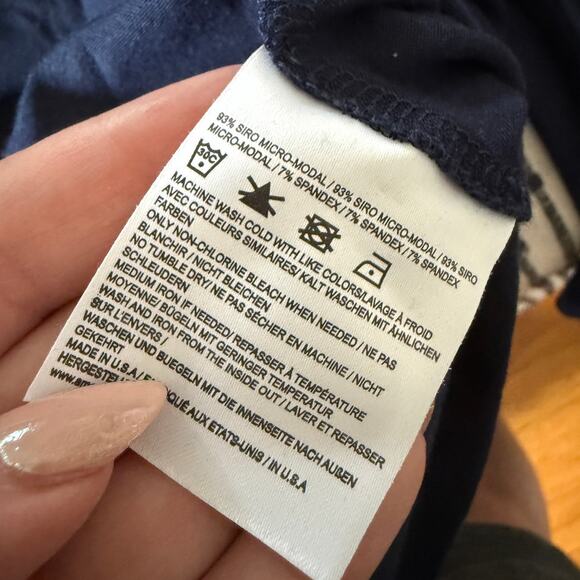 93% SIRO MICRO-MODAL / 93% SIRO MICRO-MODAL / 93% SIRO
MICRO-MODAL / 7% SPANDEX / 7% SPANDEX / 7% SPANDEX
30C
MACHINE WASH COLD WITH LIKE COLORS/LAVAGE À FROID
AVEC COULEURS SIMILAIRES/ KALT WASCHEN MIT ÄHNLICHEN
FARBEN
ONLY NON-CHLORINE BLEACH WHEN NEEDED / NE PAS
BLANCHIR / NICHT BLEICHEN
NO TUMBLE DRY / NE PAS SÉCHER EN MACHINE / NICHT
SCHLEUDERN
MEDIUM IRON IF NEEDED/ REPASSER À TEMPÉRATURE
MOYENNE/ BÜGELN MIT GERINGER TEMPERATUR
WASH AND IRON FROM THE INSIDE OUT / LAVER ET REPASSER
SUR L'ENVERS /
WASCHEN UND BUEGELN MIT DIE INNENSEITE NACH AUßEN
GEKEHRT
MADE IN U.S.A / AUX ETATS-UNIS / IN U.S.A
HERGESTEL
www.